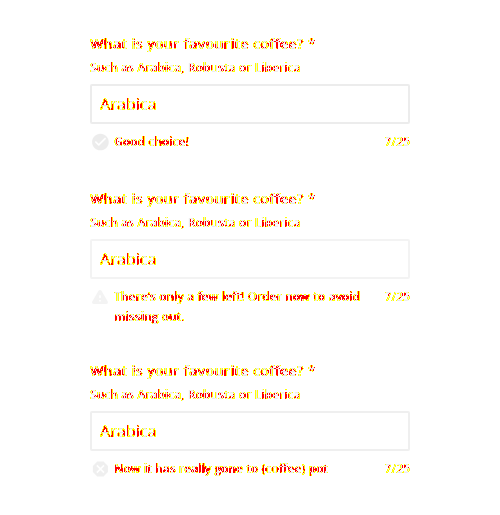 What is your favourite coffee? *
Such as Arabica, Robusta or Liberica
Arabica
Good choice!
7/25
What is your favourite coffee? *
Such as Arabica, Robusta or Liberica
Arabica
There's only a few left! Order now to avoid
7/25
missing out.
What is your favourite coffee? *
Such as Arabica, Robusta or Liberica
Arabica
Now it has really gone to (coffee) pot
7/25